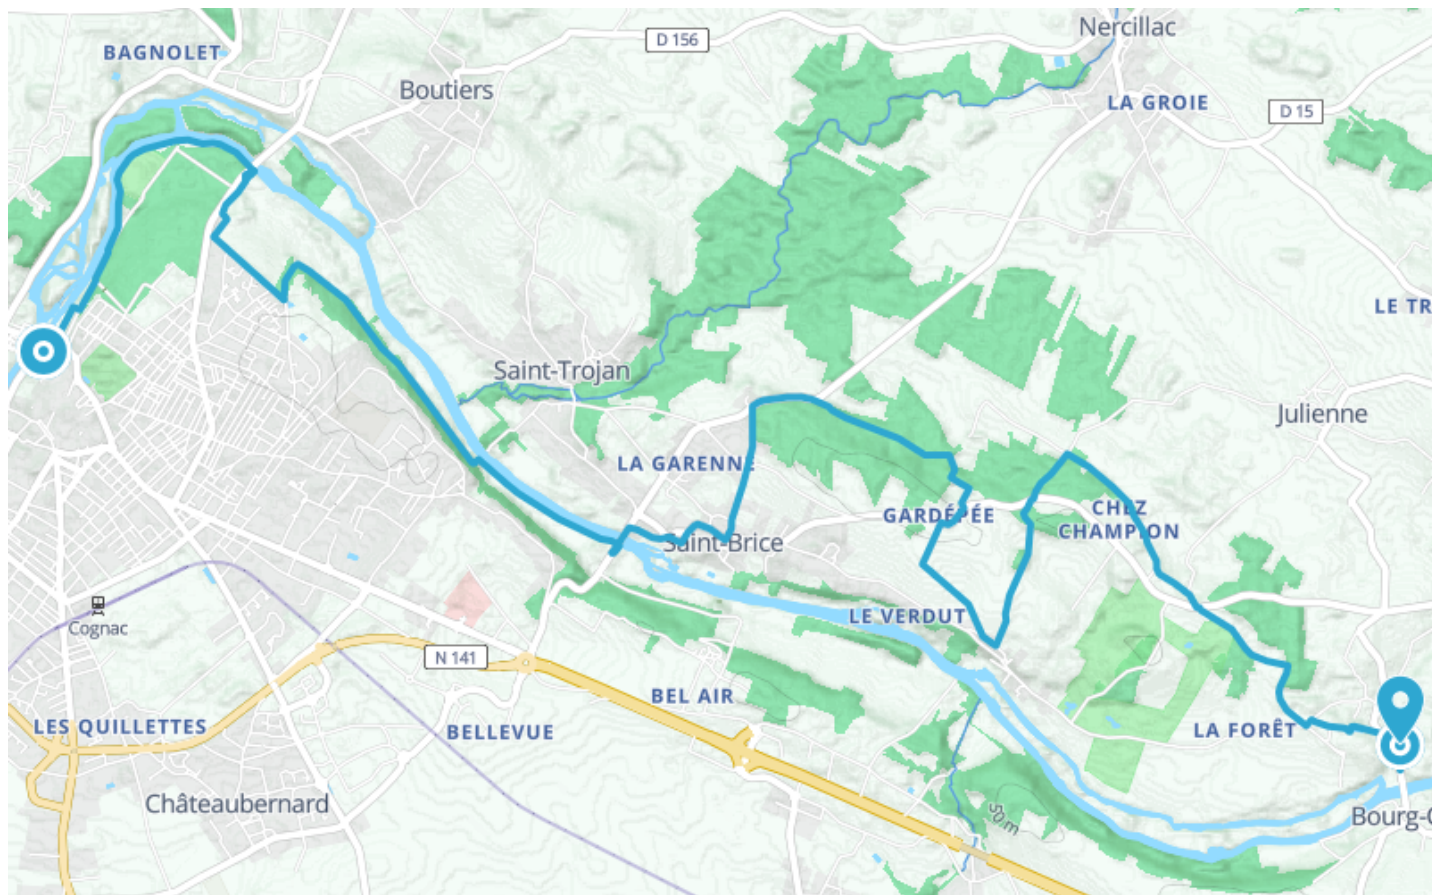 Nercillac
D 156
BAGNOLET
Boutiers
LA GROIE
D 15
LE TR
Saint-Trojan
Julienne
LA GARENNE
GARDÉPÉE
CHEZ
CHAMPION
Saint-Brice
Cognac
LE VERDUT
N 141
BEL AIR
LES QUILLETTES
BELLEVUE
LA FORÊT
Châteaubernard
50 m
Bourg-C